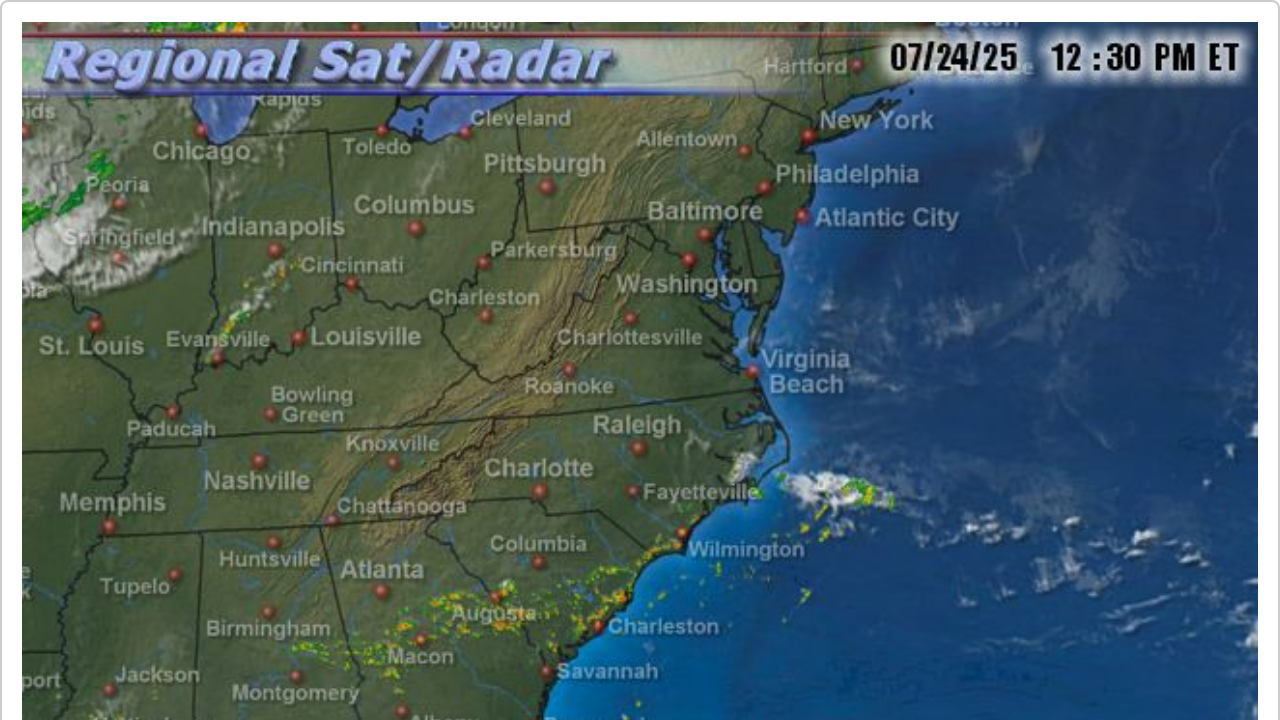 London
Boston
Regional Sat/Radar
07/24/25 12:30 PM ET
Hartford
Rapids
Cleveland
New York
Chicago
Toledo
Allentown
Pittsburgh
Philadelphia
Peoria
Columbus
Baltimore
Atlantic City
Springfield
Indianapolis
Parkersburg
Cincinnati
Washington
Charleston
St. Louis
Evansville
Louisville
Charlottesville
Virginia
Beach
Bowling
Green
Roanoke
Paducah
Raleigh
Knoxville
Nashville
Charlotte
Memphis
Chattanooga
Fayetteville
Huntsville
Columbia
Wilmington
Tupelo
Atlanta
Birmingham
Augusta
Charleston
Macon
Jackson
Savannah
Montgomery